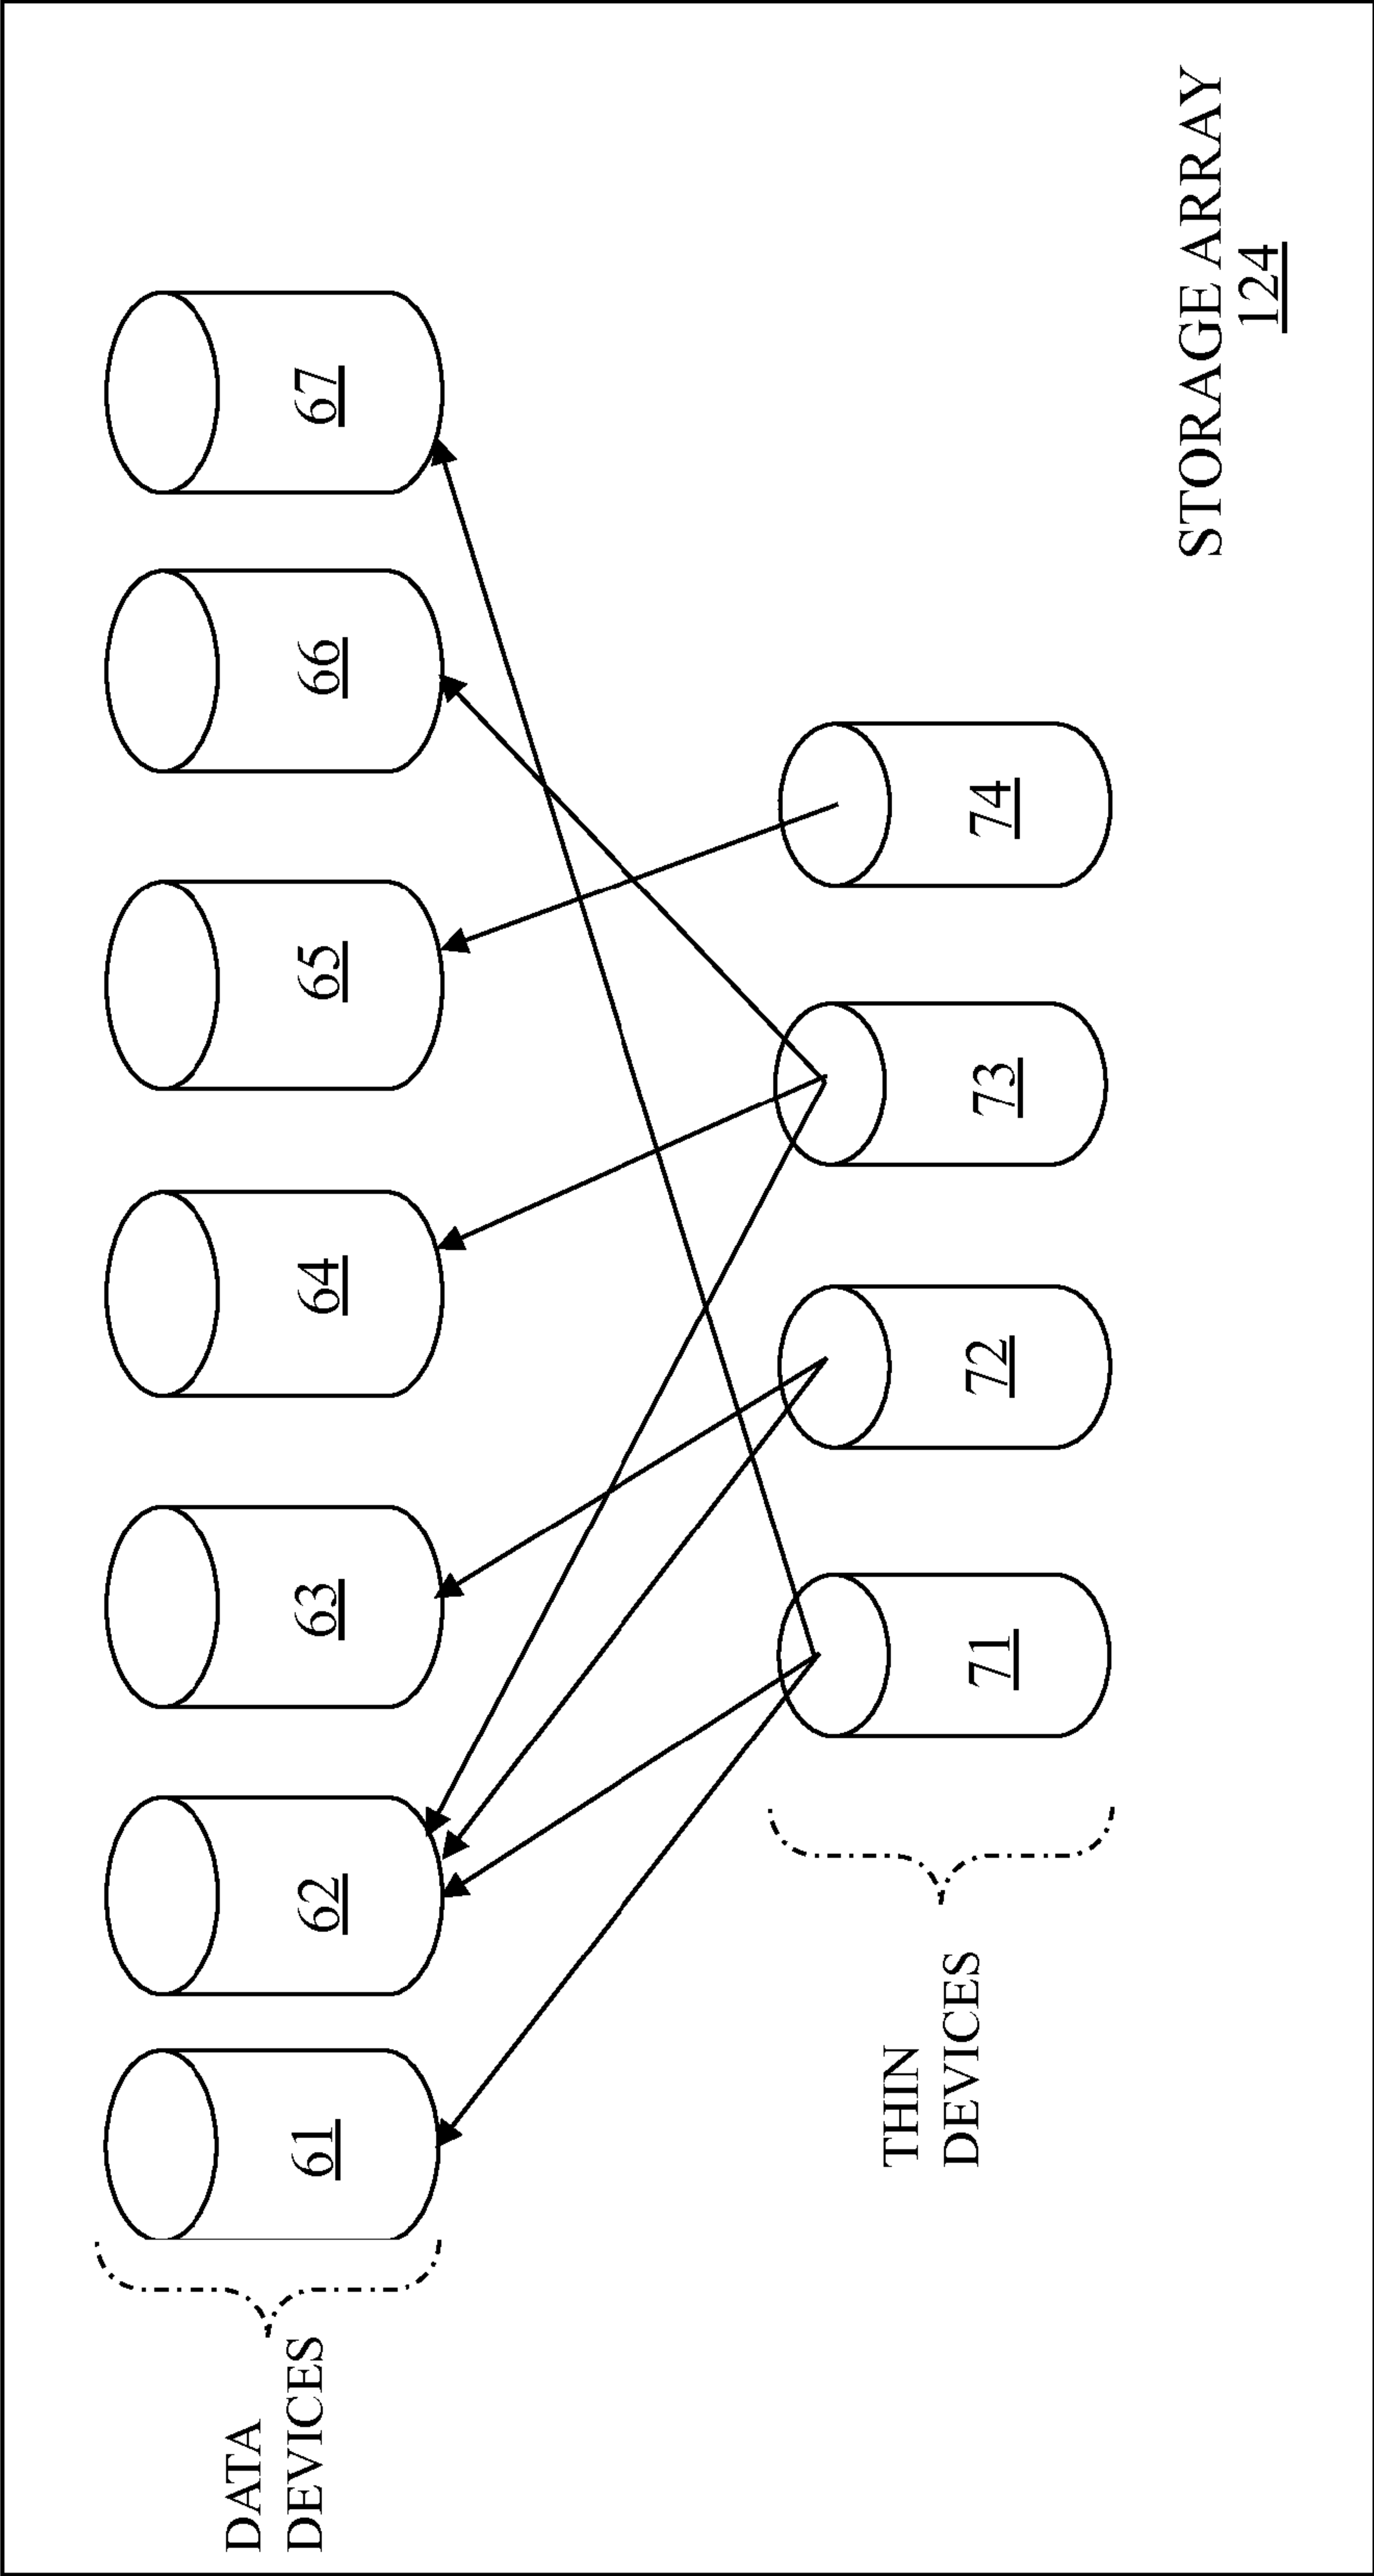 DATA
DEVICES
61
62
63
64
65
66
67
THIN
DEVICES
71
72
73
74
STORAGE ARRAY
124